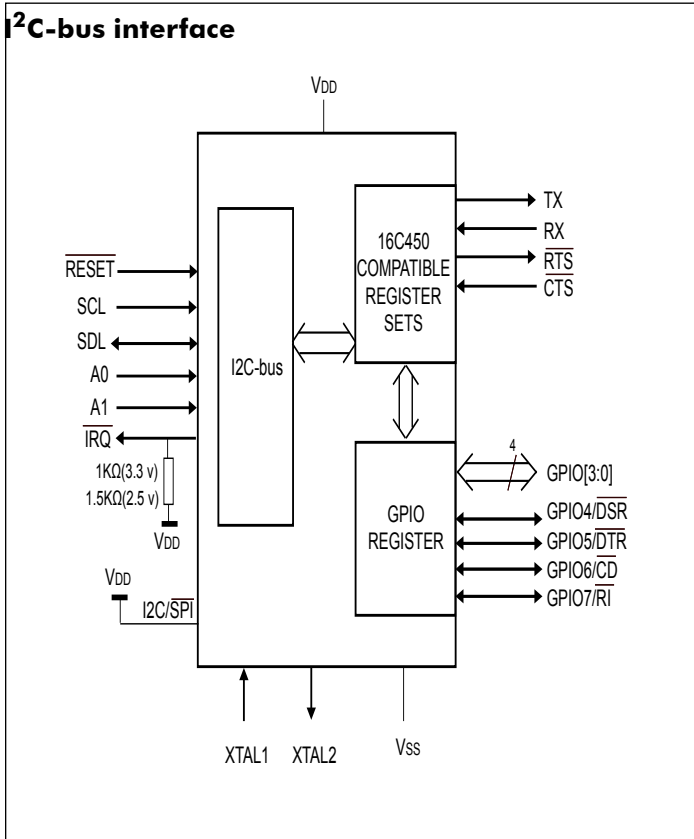 I²C-bus interface
VDD
RESET
SCL
SDL
A0
A1
IRQ
1KΩ(3.3 v)
1.5KΩ(2.5 v)
VDD
VDD
I2C/SPI
I2C-bus
16C450
COMPATIBLE
REGISTER
SETS
GPIO
REGISTER
TX
RX
RTS
CTS
4
GPIO[3:0]
GPIO4/DSR
GPIO5/DTR
GPIO6/CD
GPIO7/RI
XTAL1
XTAL2
VSS